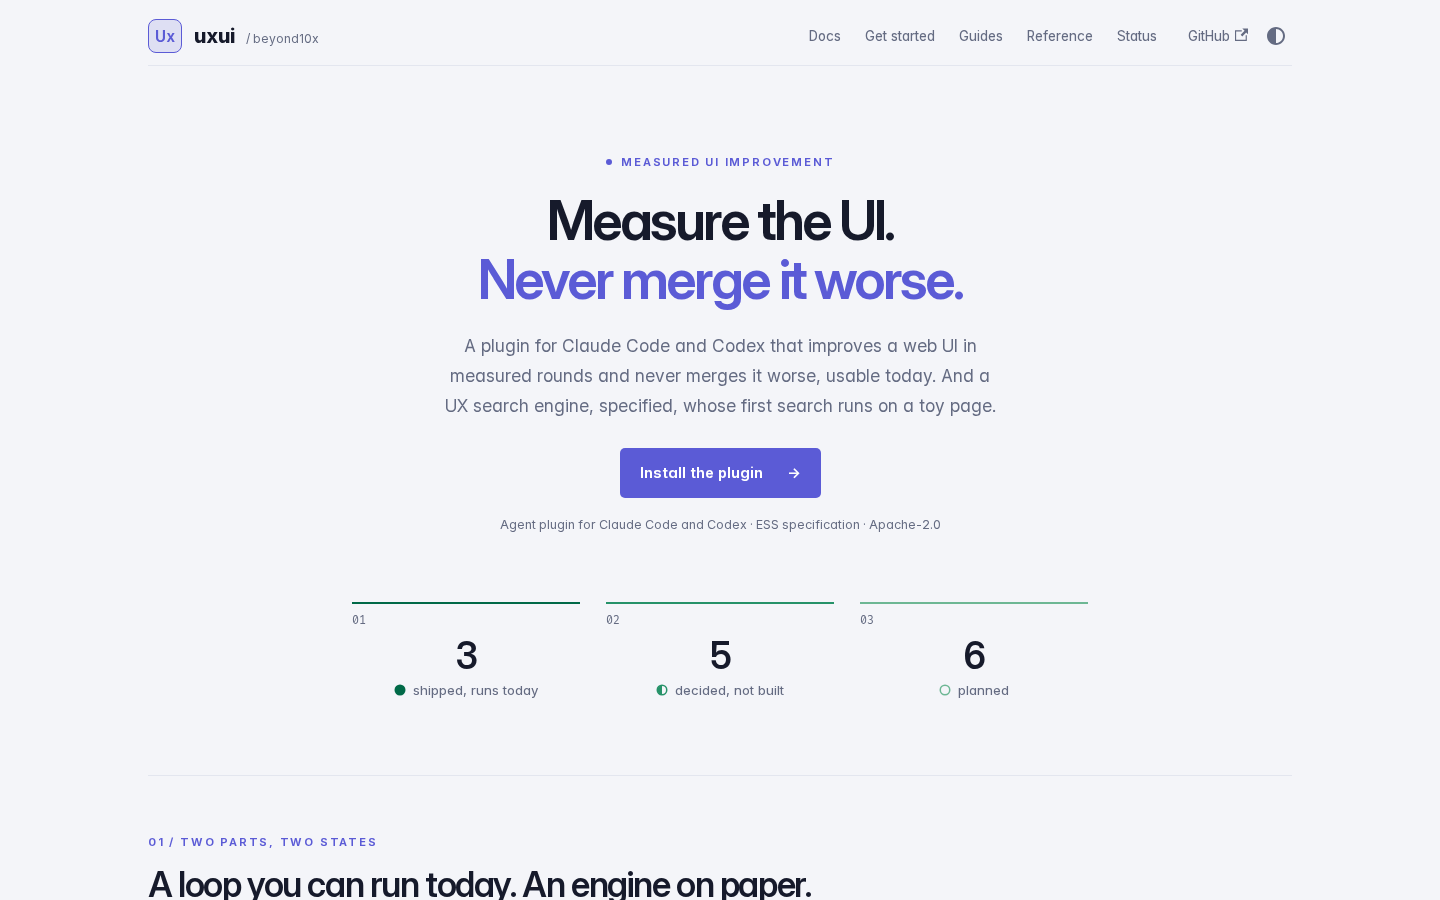 Ux uxui / beyond10x Docs Get started Guides Reference Status GitHub
MEASURED UI IMPROVEMENT
Measure the UI.
Never merge it worse.
A plugin for Claude Code and Codex that improves a web UI in
measured rounds and never merges it worse, usable today. And a
UX search engine, specified, whose first search runs on a toy page.
Install the plugin →
Agent plugin for Claude Code and Codex · ESS specification · Apache-2.0
01 02 03
3 5 6
shipped, runs today decided, not built planned
01 / TWO PARTS, TWO STATES
A loop you can run today. An engine on paper.